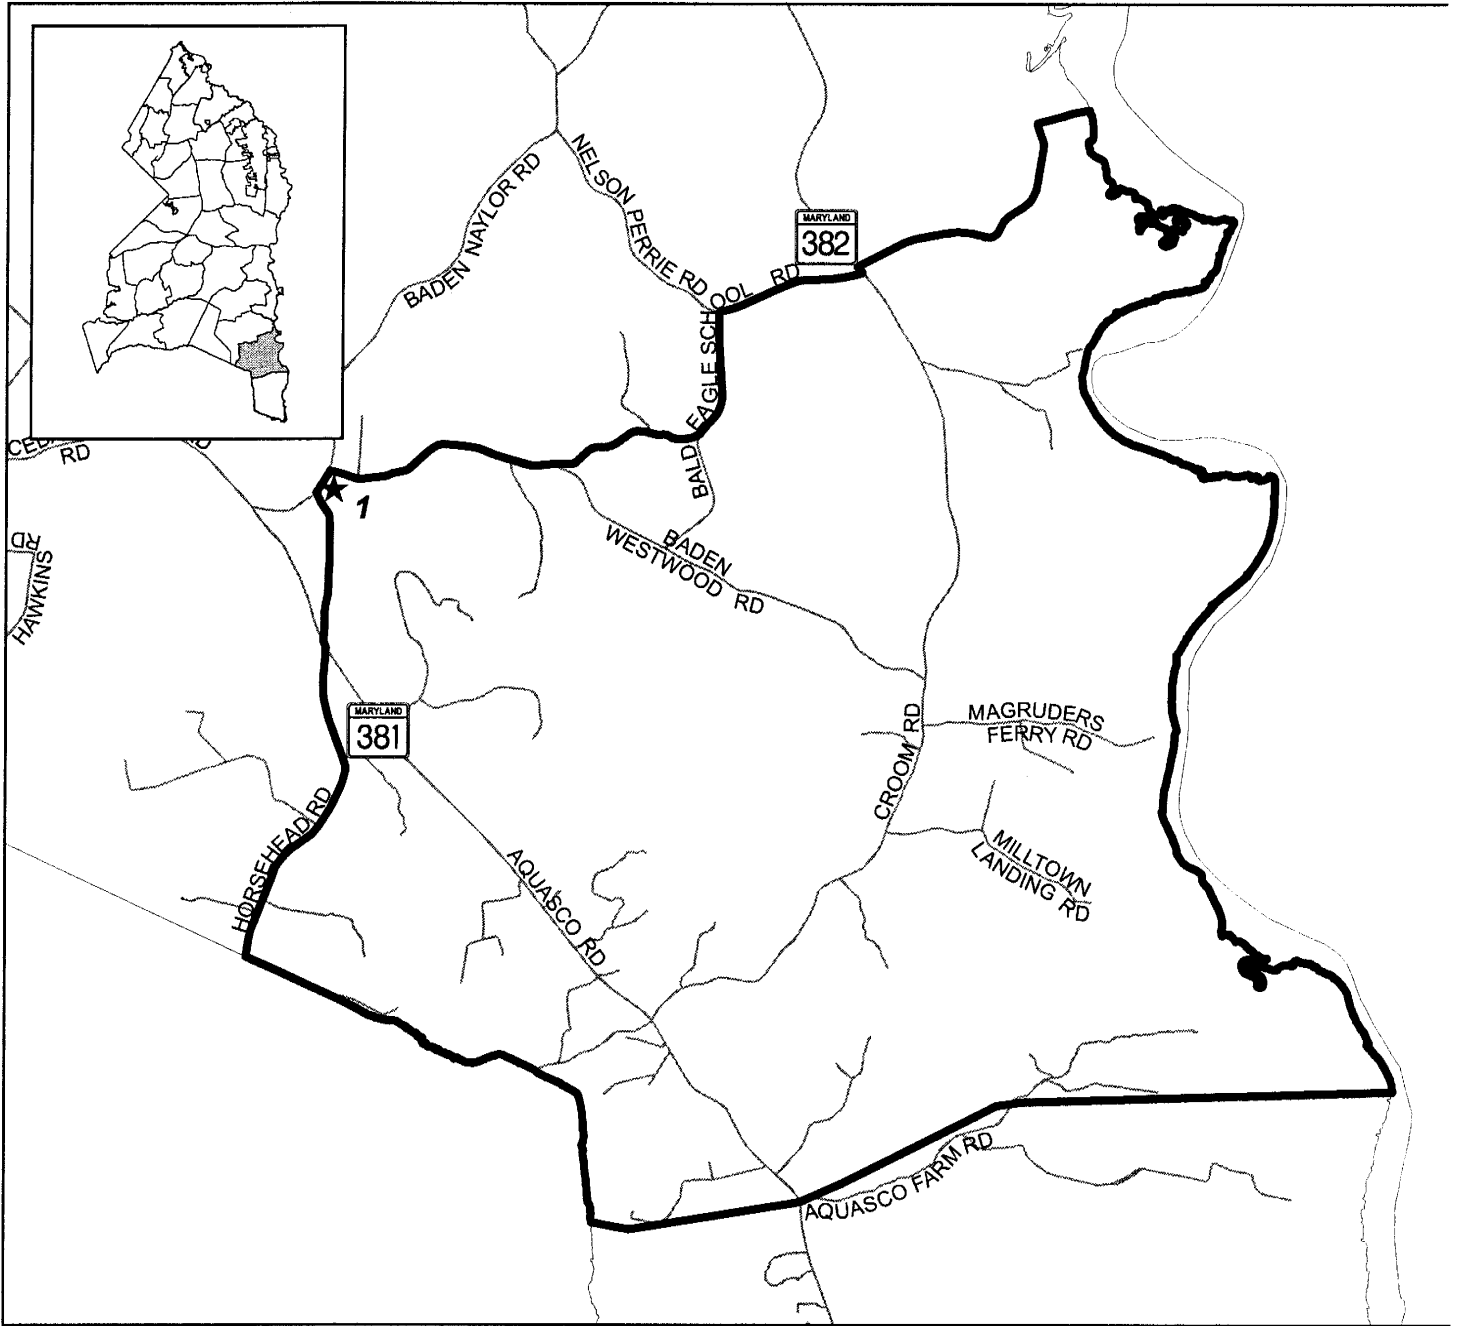 BADEN NAYLOR RD
NELSON PERRIE RD
MARYLAND
382
BALD EAGLE SCHOOL RD
RD
1
RD
HAWKINS
BADEN
WESTWOOD RD
MARYLAND
381
CROOM RD
MAGRUDERS
FERRY RD
HORSEHEAD RD
MILLTOWN
LANDING RD
AQUASCO RD
AQUASCO FARM RD